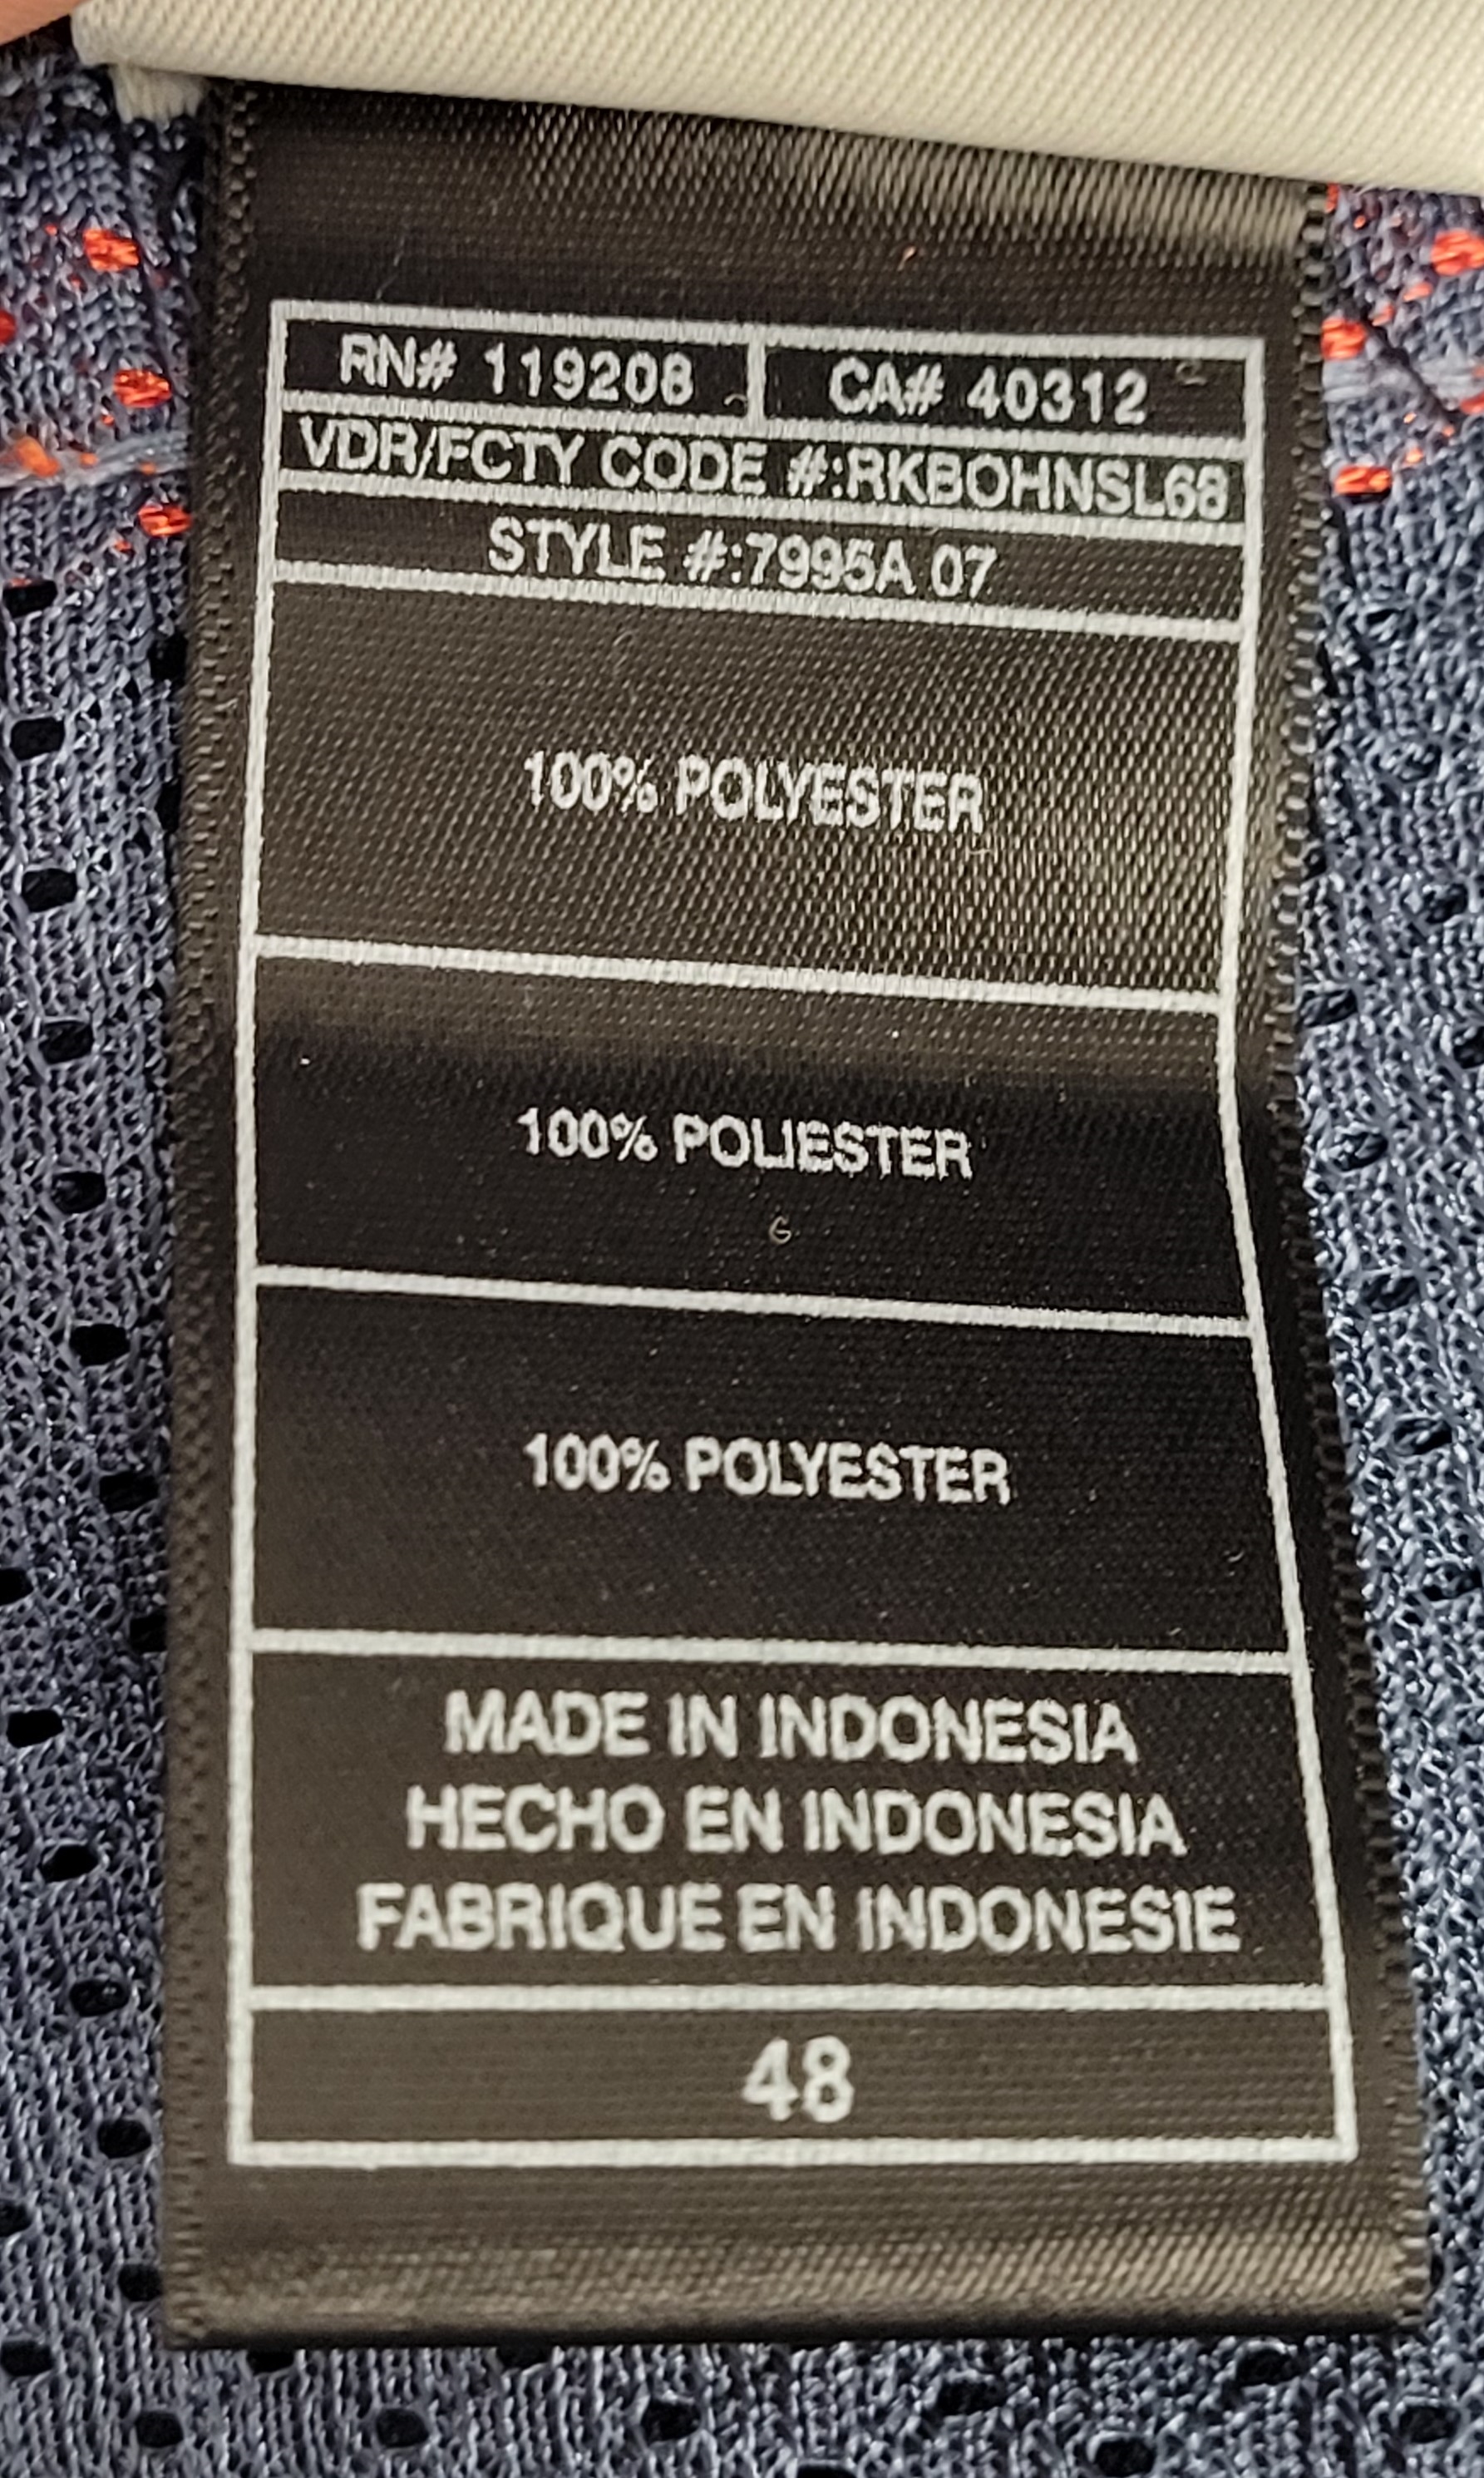 RN# 119208 CA# 40312
VDR/FCTY CODE #:RKBOHNSL68
STYLE #:7995A 07
100% POLYESTER
100% POLIESTER
100% POLYESTER
MADE IN INDONESIA
HECHO EN INDONESIA
FABRIQUE EN INDONESIE
48